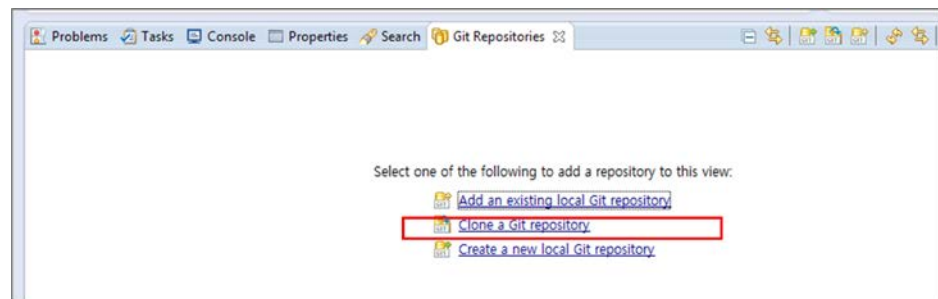 Problems Tasks Console Properties Search Git Repositories
Select one of the following to add a repository to this view:
Add an existing local Git repository
Clone a Git repository
Create a new local Git repository